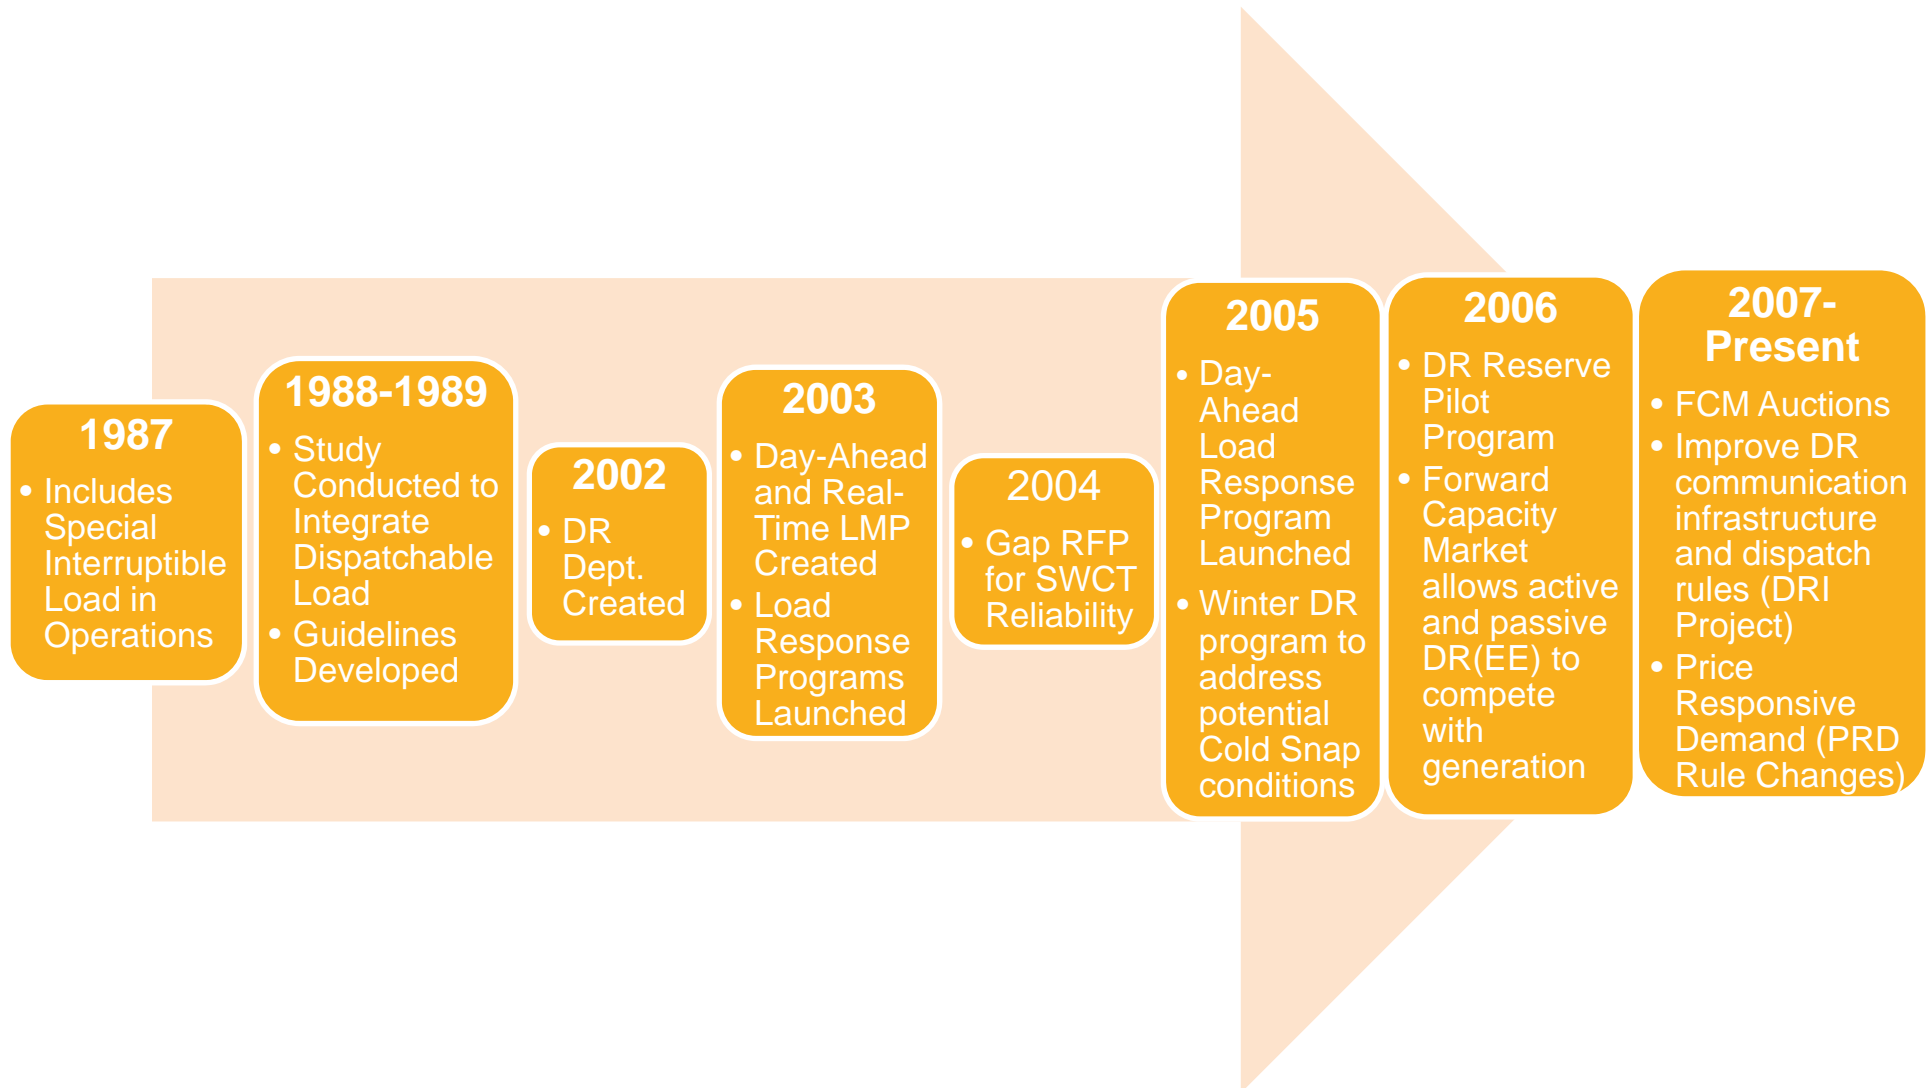 1987
• Includes
Special
Interruptible
Load in
Operations
1988-1989
• Study
Conducted to
Integrate
Dispatchable
Load
• Guidelines
Developed
2002
• DR
Dept.
Created
2003
• Day-Ahead
and Real-
Time LMP
Created
• Load
Response
Programs
Launched
2004
• Gap RFP
for SWCT
Reliability
2005
• Day-
Ahead
Load
Response
Program
Launched
• Winter DR
program to
address
potential
Cold Snap
conditions
2006
• DR Reserve
Pilot
Program
• Forward
Capacity
Market
allows active
and passive
DR(EE) to
compete
with
generation
2007-
Present
• FCM Auctions
• Improve DR
communication
infrastructure
and dispatch
rules (DRI
Project)
• Price
Responsive
Demand (PRD
Rule Changes)